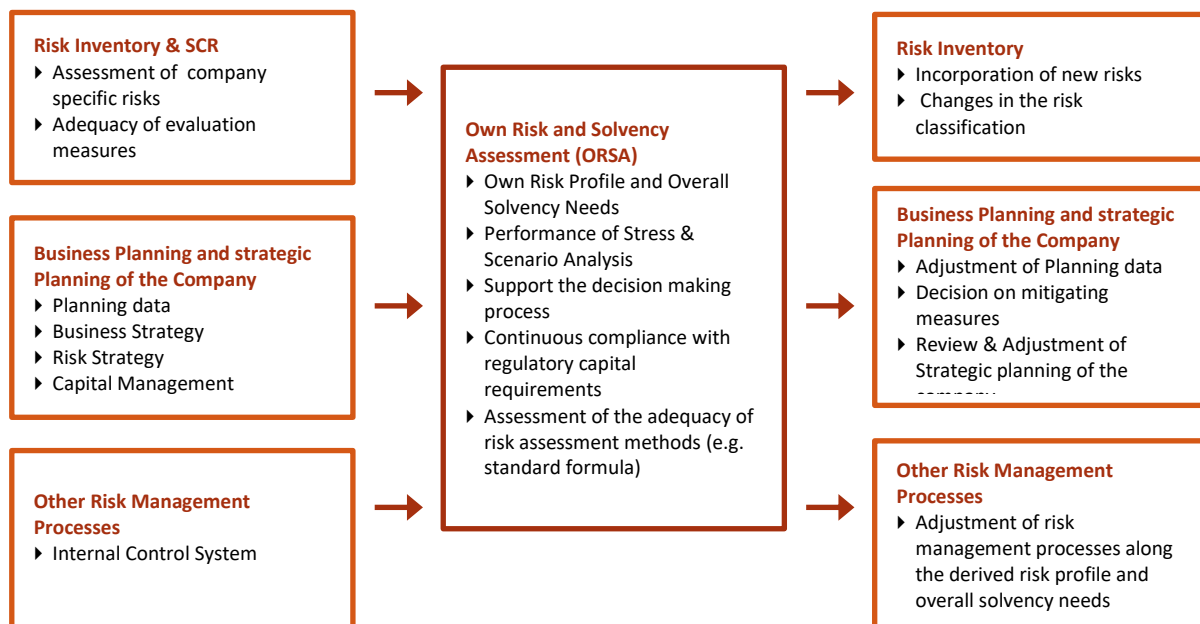 Risk Inventory & SCR
Assessment of company
specific risks
Adequacy of evaluation
measures
Business Planning and strategic
Planning of the Company
Planning data
Business Strategy
Risk Strategy
Capital Management
Other Risk Management
Processes
Internal Control System
Own Risk and Solvency
Assessment (ORSA)
Own Risk Profile and Overall
Solvency Needs
Performance of Stress &
Scenario Analysis
Support the decision making
process
Continuous compliance with
regulatory capital
requirements
Assessment of the adequacy of
risk assessment methods (e.g.
standard formula)
Risk Inventory
Incorporation of new risks
Changes in the risk
classification
Business Planning and strategic
Planning of the Company
Adjustment of Planning data
Decision on mitigating
measures
Review & Adjustment of
Strategic planning of the
Other Risk Management
Processes
Adjustment of risk
management processes along
the derived risk profile and
overall solvency needs